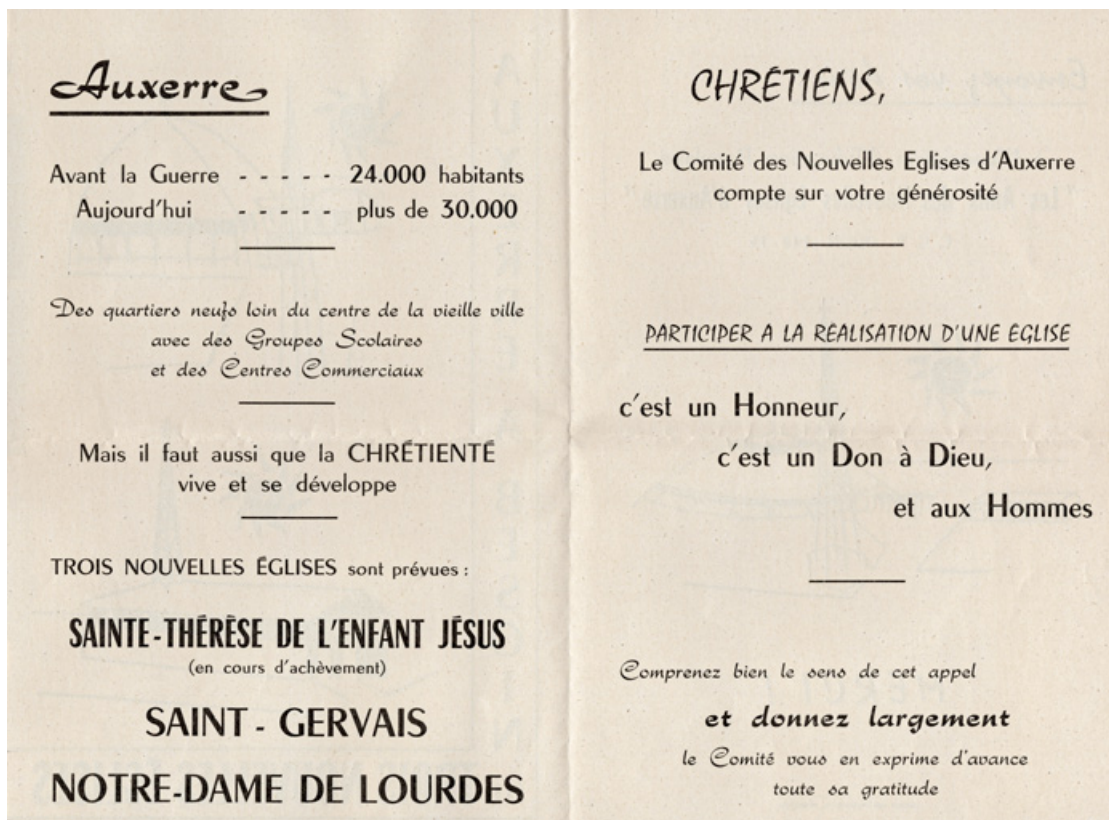 Auxerre
Avant la Guerre - - - - - 24.000 habitants
Aujourd'hui - - - - - plus de 30.000
Des quartiers neufs loin du centre de la vieille ville
avec des Groupes Scolaires
et des Centres Commerciaux
Mais il faut aussi que la CHRÉTIENTÉ
vive et se développe
TROIS NOUVELLES ÉGLISES sont prévues :
SAINTE-THÉRÈSE DE L'ENFANT JÉSUS
(en cours d'achèvement)
SAINT - GERVAIS
NOTRE-DAME DE LOURDES
CHRÉTIENS,
Le Comité des Nouvelles Eglises d'Auxerre
compte sur votre générosité
PARTICIPER A LA RÉALISATION D'UNE ÉGLISE
c'est un Honneur,
c'est un Don à Dieu,
et aux Hommes
Comprenez bien le sens de cet appel
et donnez largement
le Comité vous en exprime d'avance
toute sa gratitude